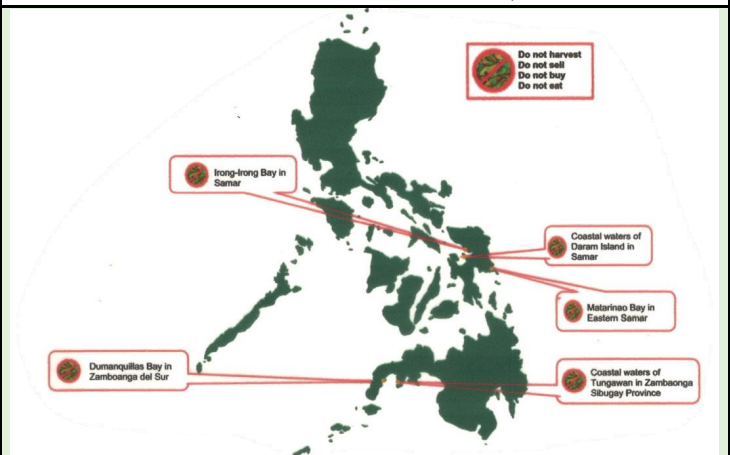 Do not harvest
Do not sell
Do not buy
Do not eat
Irong-Irong Bay in
Samar
Coastal waters of
Daram Island in
Samar
Matarinao Bay in
Eastern Samar
Dumanquillas Bay in
Zamboanga del Sur
Coastal waters of
Tungawan in Zambaonga
Sibugay Province